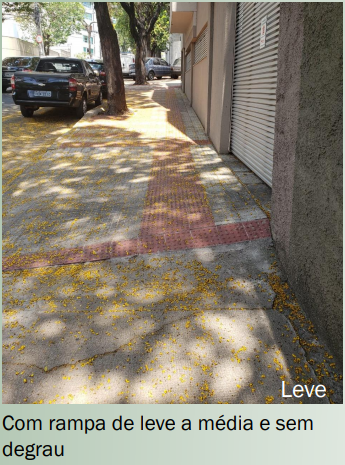 Leve
Com rampa de leve a média e sem
degrau